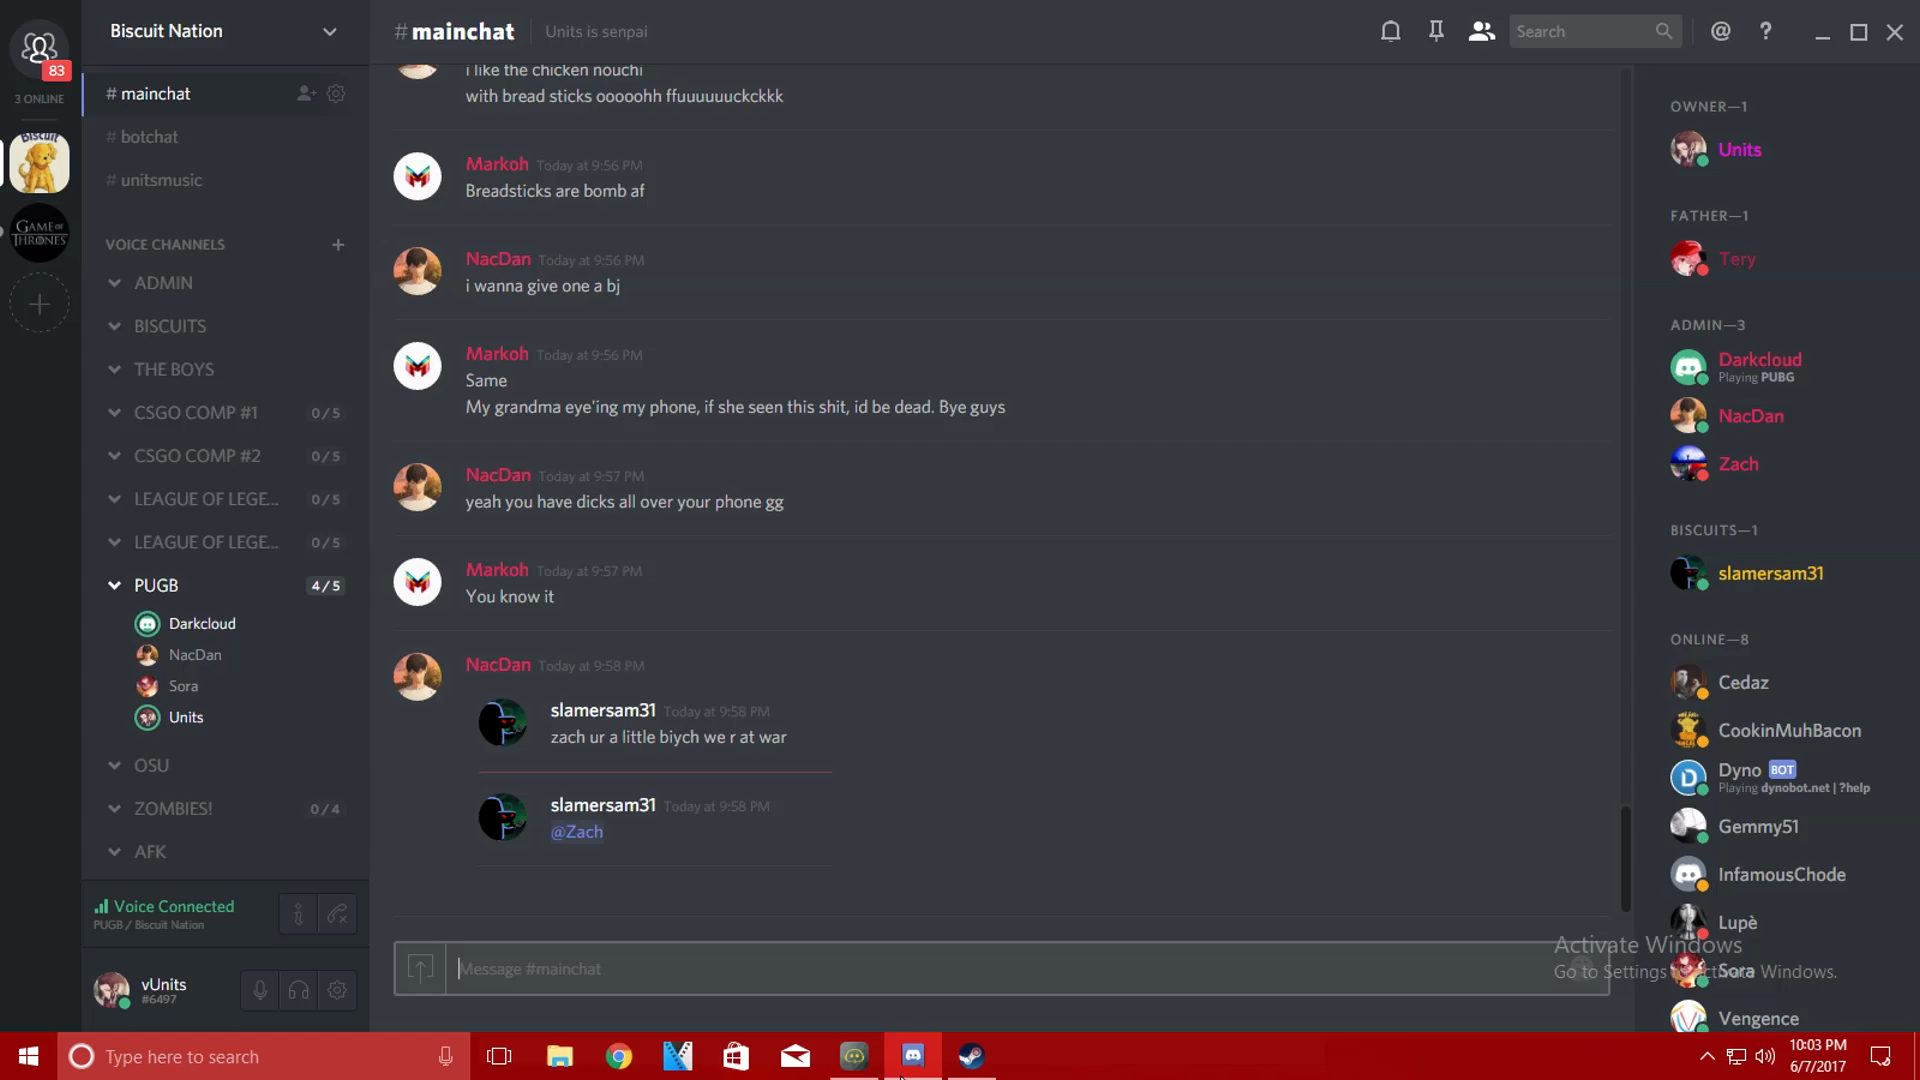 83
3 ONLINE
BISCUIT
GAME OF
THRONES
Biscuit Nation
# mainchat
# botchat
# unitsmusic
VOICE CHANNELS
ADMIN
BISCUITS
THE BOYS
CSGO COMP #1 0/5
CSGO COMP #2 0/5
LEAGUE OF LEGE... 0/5
LEAGUE OF LEGE... 0/5
PUGB 4/5
Darkcloud
NacDan
Sora
Units
OSU
ZOMBIES! 0/4
AFK
Voice Connected
PUGB / Biscuit Nation
vUnits
#6497
#mainchat Units is senpai
Search
i like the chicken nouchi
with bread sticks ooooohh ffuuuuuuckckkk
Markoh Today at 9:56 PM
Breadsticks are bomb af
NacDan Today at 9:56 PM
i wanna give one a bj
Markoh Today at 9:56 PM
Same
My grandma eye'ing my phone, if she seen this shit, id be dead. Bye guys
NacDan Today at 9:57 PM
yeah you have dicks all over your phone gg
Markoh Today at 9:57 PM
You know it
NacDan Today at 9:58 PM
slamersam31 Today at 9:58 PM
zach ur a little biych we r at war
slamersam31 Today at 9:58 PM
@Zach
Message #mainchat
OWNER—1
Units
FATHER—1
Tery
ADMIN—3
Darkcloud
Playing PUBG
NacDan
Zach
BISCUITS—1
slamersam31
ONLINE—8
Cedaz
CookinMuhBacon
Dyno BOT
Playing dynobot.net | ?help
Gemmy51
InfamousChode
Lupè
Sora
Vengence
Activate Windows
Go to Settings to activate Windows.
Type here to search
10:03 PM
6/7/2017